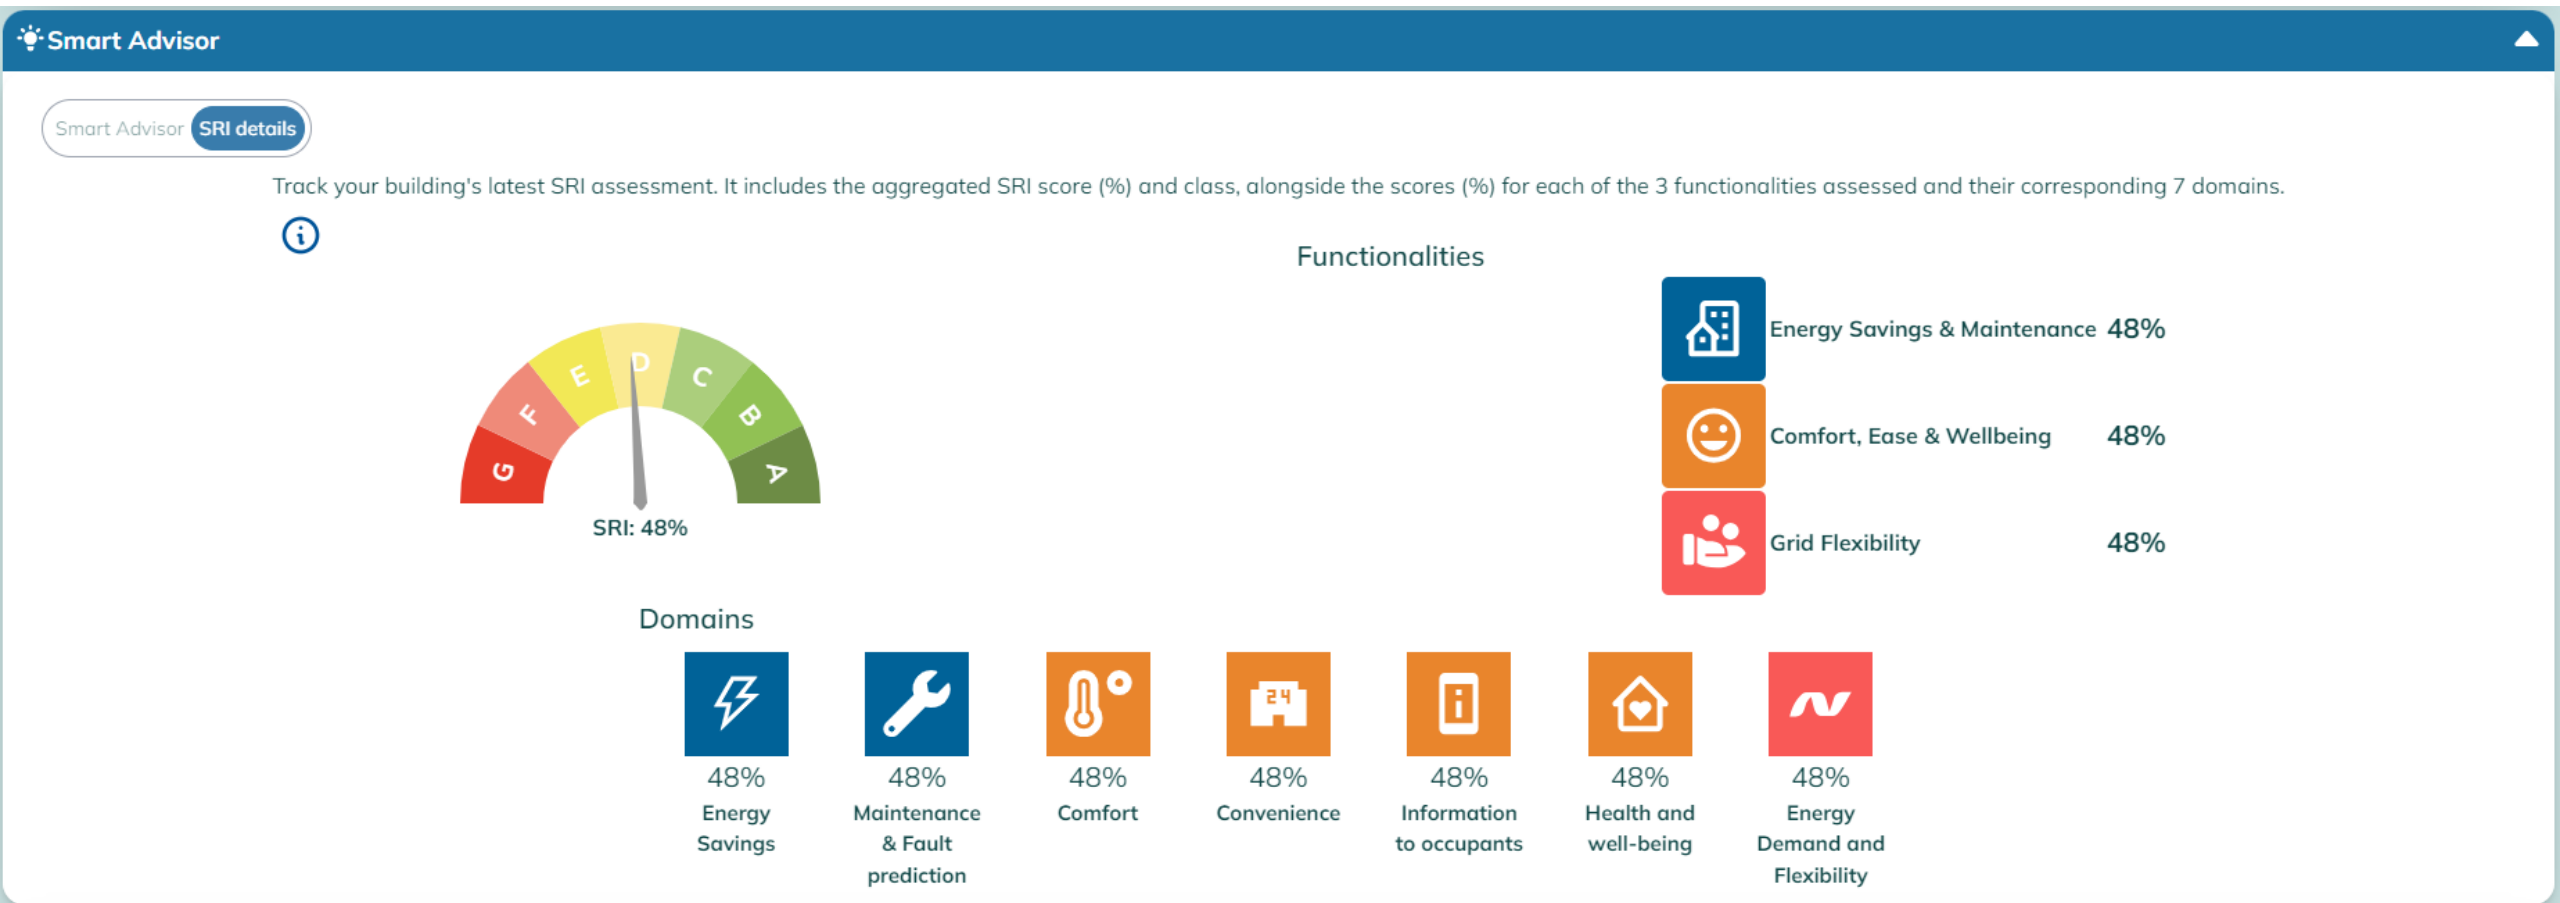 Smart Advisor
Smart Advisor SRI details
Track your building's latest SRI assessment. It includes the aggregated SRI score (%) and class, alongside the scores (%) for each of the 3 functionalities assessed and their corresponding 7 domains.
i
Functionalities
G F E D C B A
SRI: 48%
Energy Savings & Maintenance 48%
Comfort, Ease & Wellbeing 48%
Grid Flexibility 48%
Domains
24
i
48%
Energy
Savings
48%
Maintenance
& Fault
prediction
48%
Comfort
48%
Convenience
48%
Information
to occupants
48%
Health and
well-being
48%
Energy
Demand and
Flexibility